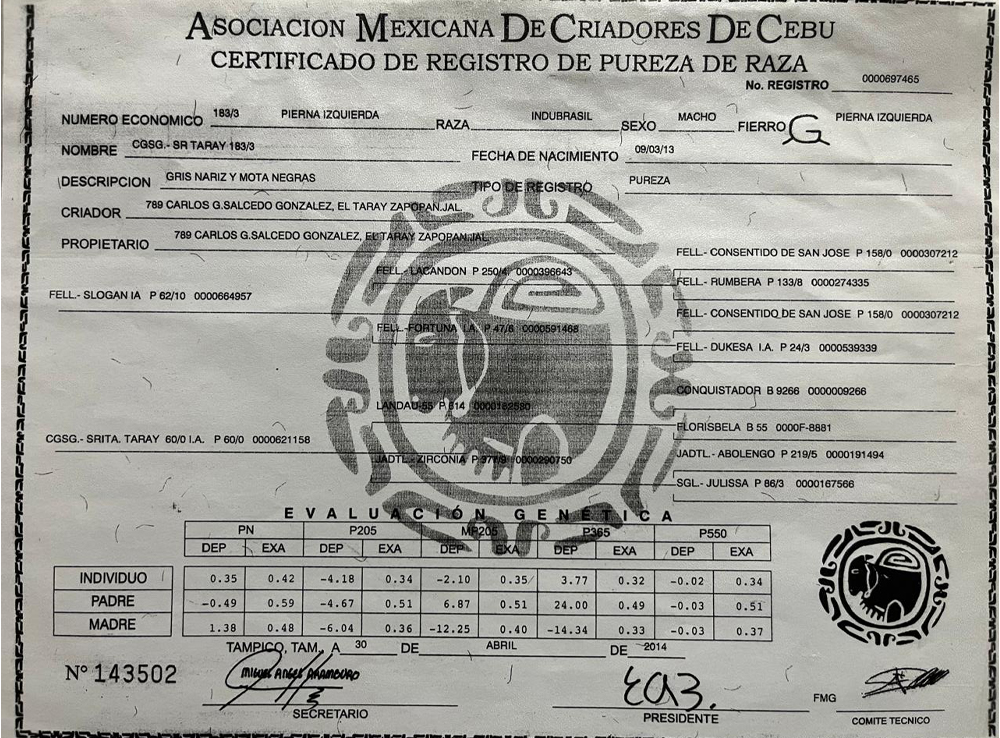 ASOCIACION MEXICANA DE CRIADORES DE CEBU
CERTIFICADO DE REGISTRO DE PUREZA DE RAZA
No. REGISTRO 0000697465
NUMERO ECONOMICO 183/3 PIERNA IZQUIERDA RAZA INDUBRASIL SEXO MACHO FIERRO G PIERNA IZQUIERDA
NOMBRE CGSG.- SR TARAY 183/3 FECHA DE NACIMIENTO 09/03/13
DESCRIPCION GRIS NARIZ Y MOTA NEGRAS TIPO DE REGISTRO PUREZA
CRIADOR 789 CARLOS G.SALCEDO GONZALEZ, EL TARAY ZAPOPAN.JAL.
PROPIETARIO 789 CARLOS G.SALCEDO GONZALEZ, EL TARAY ZAPOPAN.JAL.
FELL.- CONSENTIDO DE SAN JOSE P 158/0 0000307212
FELL.- LACANDON P 250/4 0000396643
FELL.- RUMBERA P 133/8 0000274335
FELL.- SLOGAN IA P 62/10 0000664957
FELL.- CONSENTIDO DE SAN JOSE P 158/0 0000307212
FELL.-FORTUNA I.A. P 47/8 0000591468
FELL.- DUKESA I.A. P 24/3 0000539339
CONQUISTADOR B 9266 0000009266
LANDAU-55 P 614 0000162580
FLORISBELA B 55 0000F-8881
CGSG.- SRITA. TARAY 60/0 I.A. P 60/0 0000621158
JADTL.- ABOLENGO P 219/5 0000191494
JADTL.- ZIRCONIA P 377/9 0000290750
SGL.- JULISSA P 86/3 0000167566
EVALUACIÓN GENÉTICA
PN P205 MP205 P365 P550
DEP EXA DEP EXA DEP EXA DEP EXA DEP EXA
INDIVIDUO 0.35 0.42 -4.18 0.34 -2.10 0.35 3.77 0.32 -0.02 0.34
PADRE -0.49 0.59 -4.67 0.51 6.87 0.51 24.00 0.49 -0.03 0.51
MADRE 1.38 0.48 -6.04 0.36 -12.25 0.40 -14.34 0.33 -0.03 0.37
TAMPICO, TAM., A 30 DE ABRIL DE 2014
Nº 143502
MIGUEL ANGEL
SECRETARIO
PRESIDENTE
FMG
COMITE TECNICO